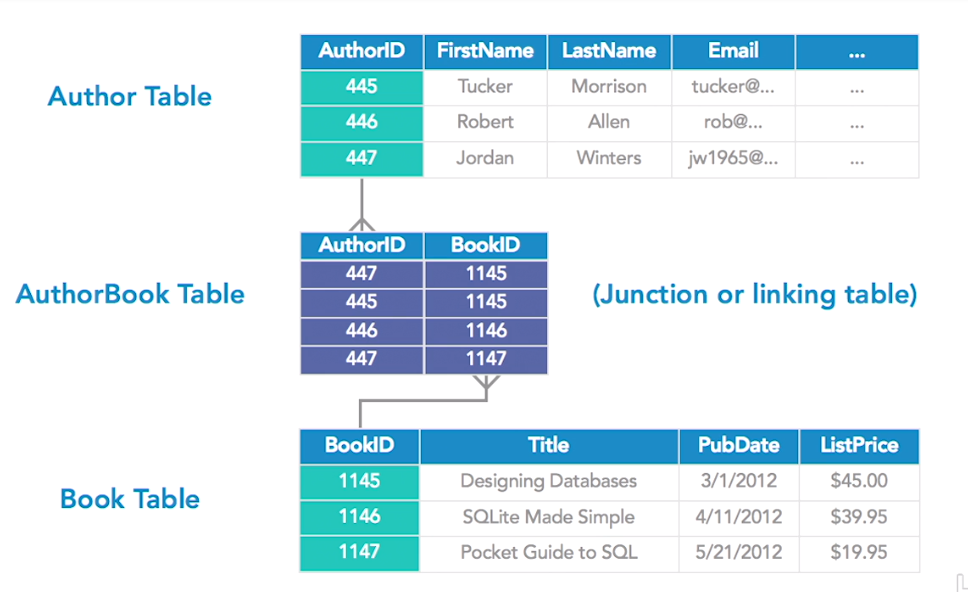 Author Table
AuthorID FirstName LastName Email ...
445 Tucker Morrison tucker@... ...
446 Robert Allen rob@... ...
447 Jordan Winters jw1965@... ...
AuthorBook Table
AuthorID BookID
447 1145
445 1145
446 1146
447 1147
(Junction or linking table)
Book Table
BookID Title PubDate ListPrice
1145 Designing Databases 3/1/2012 $45.00
1146 SQLite Made Simple 4/11/2012 $39.95
1147 Pocket Guide to SQL 5/21/2012 $19.95